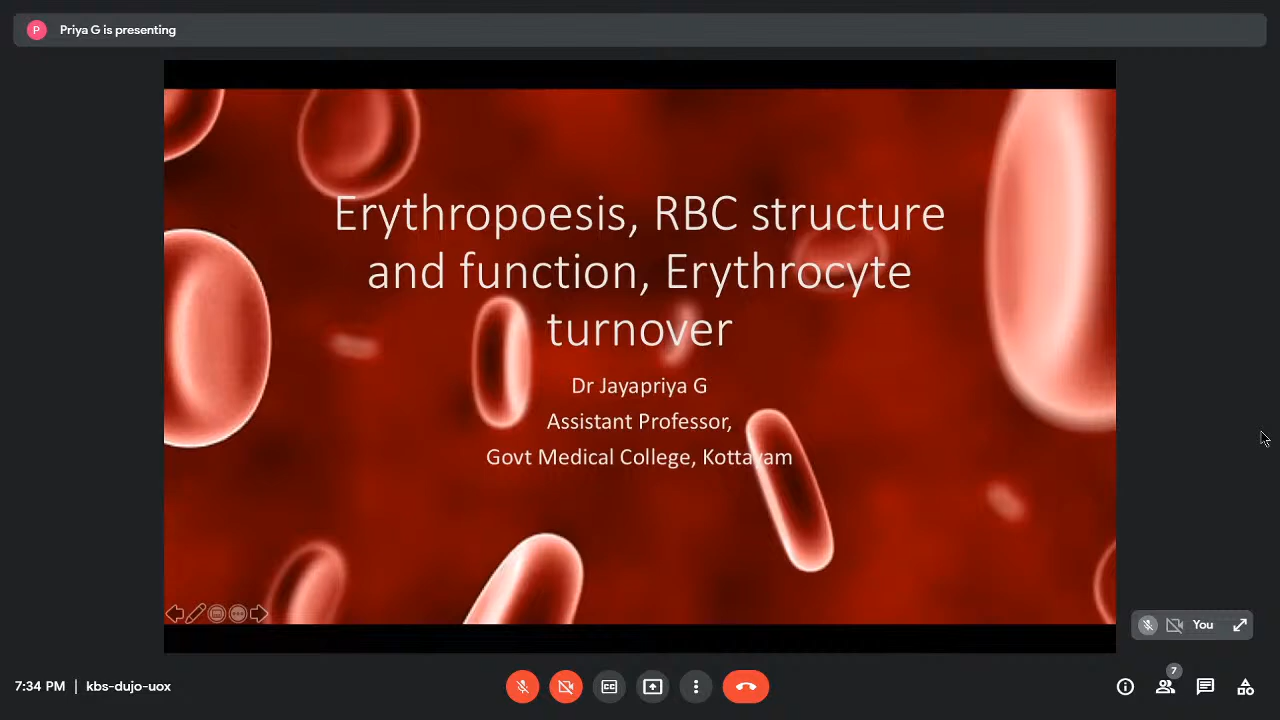 P
Priya G is presenting
Erythropoesis, RBC structure
and function, Erythrocyte
turnover
Dr Jayapriya G
Assistant Professor,
Govt Medical College, Kottayam
You
7:34 PM | kbs-dujo-uox
CC
7